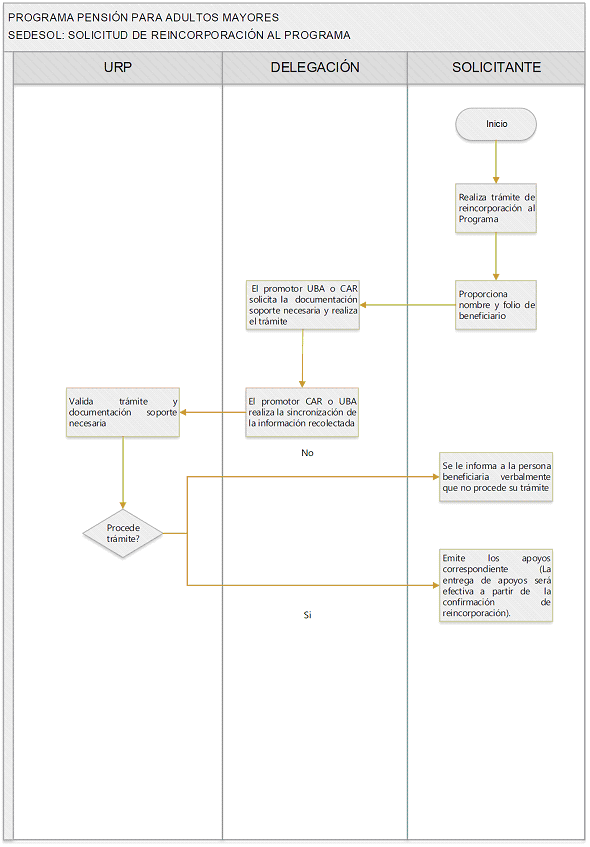 PROGRAMA PENSIÓN PARA ADULTOS MAYORES
SEDESOL: SOLICITUD DE REINCORPORACIÓN AL PROGRAMA
URP
DELEGACIÓN
SOLICITANTE
Inicio
Realiza trámite de
reincorporación al
Programa
Proporciona
nombre y folio de
beneficiario
El promotor UBA o CAR
solicita la documentación
soporte necesaria y realiza
el trámite
El promotor CAR o UBA
realiza la sincronización de
la información recolectada
Valida trámite y
documentación soporte
necesaria
Procede
trámite?
No
Se le informa a la persona
beneficiaria verbalmente
que no procede su trámite
Si
Emite los apoyos
correspondiente (La
entrega de apoyos será
efectiva a partir de la
confirmación de
reincorporación).